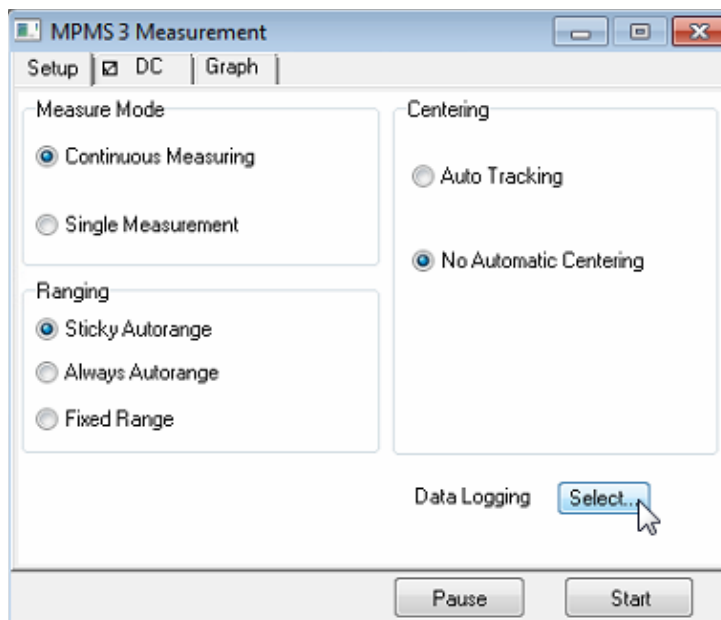 MPMS 3 Measurement
Setup
DC
Graph
Measure Mode
Continuous Measuring
Single Measurement
Ranging
Sticky Autorange
Always Autorange
Fixed Range
Centering
Auto Tracking
No Automatic Centering
Data Logging
Select...
Pause
Start